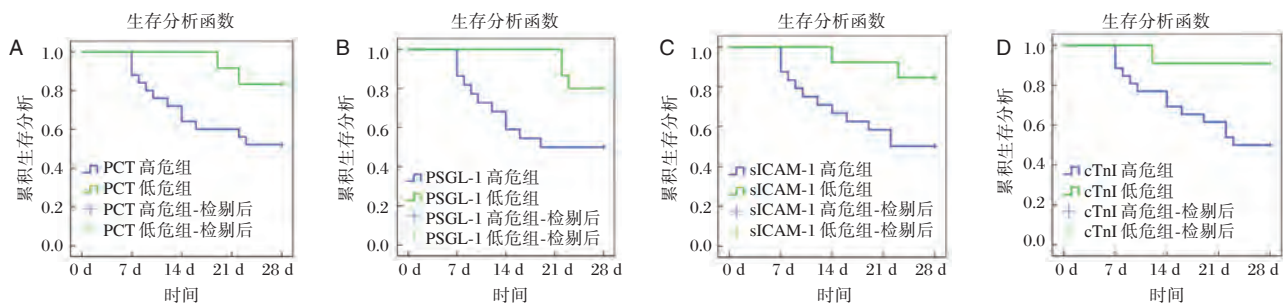 生存分析函数
A
累积生存分析
1.0
0.8
0.6
0.4
0.2
0.0
PCT 高危组
PCT 低危组
PCT 高危组-检剔后
PCT 低危组-检剔后
0 d 7 d 14 d 21 d 28 d
时间
生存分析函数
B
累积生存分析
1.0
0.8
0.6
0.4
0.2
0.0
PSGL-1 高危组
PSGL-1 低危组
PSGL-1 高危组-检剔后
PSGL-1 低危组-检剔后
0 d 7 d 14 d 21 d 28 d
时间
生存分析函数
C
累积生存分析
1.0
0.8
0.6
0.4
0.2
0.0
sICAM-1 高危组
sICAM-1 低危组
sICAM-1 高危组-检剔后
sICAM-1 低危组-检剔后
0 d 7 d 14 d 21 d 28 d
时间
生存分析函数
D
累积生存分析
1.0
0.8
0.6
0.4
0.2
0.0
cTnI 高危组
cTnI 低危组
cTnI 高危组-检剔后
cTnI 低危组-检剔后
0 d 7 d 14 d 21 d 28 d
时间